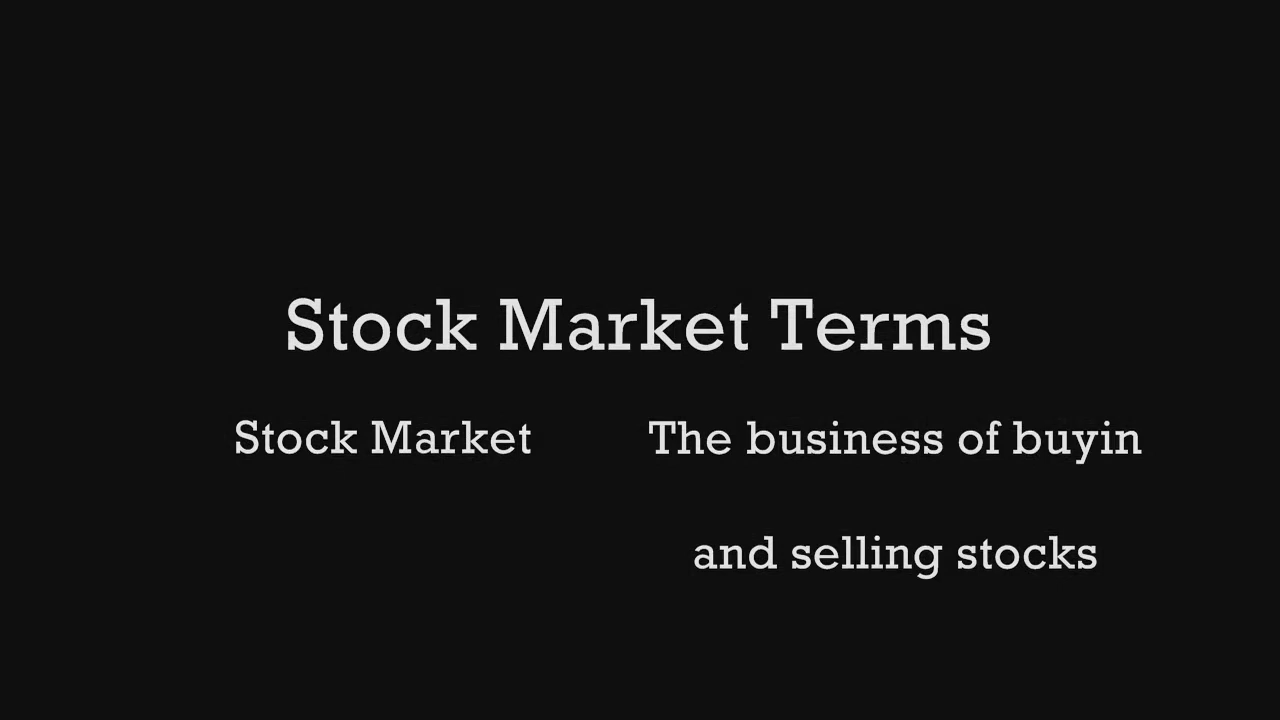 Stock Market Terms
Stock Market
The business of buyin
and selling stocks